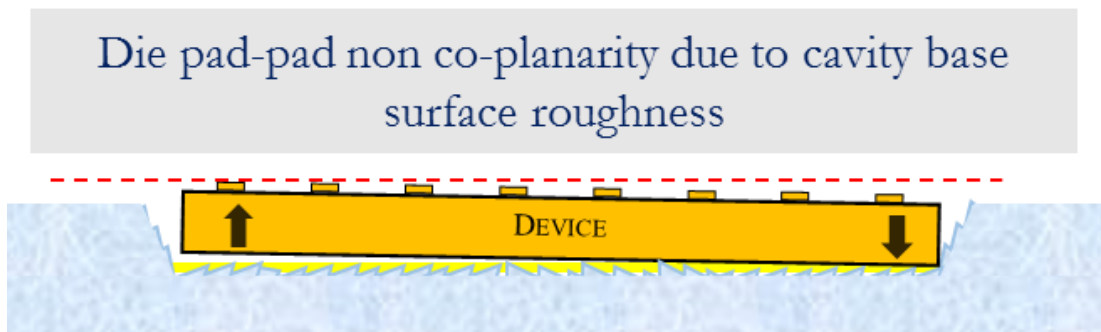 Die pad-pad non co-planarity due to cavity base
surface roughness
DEVICE